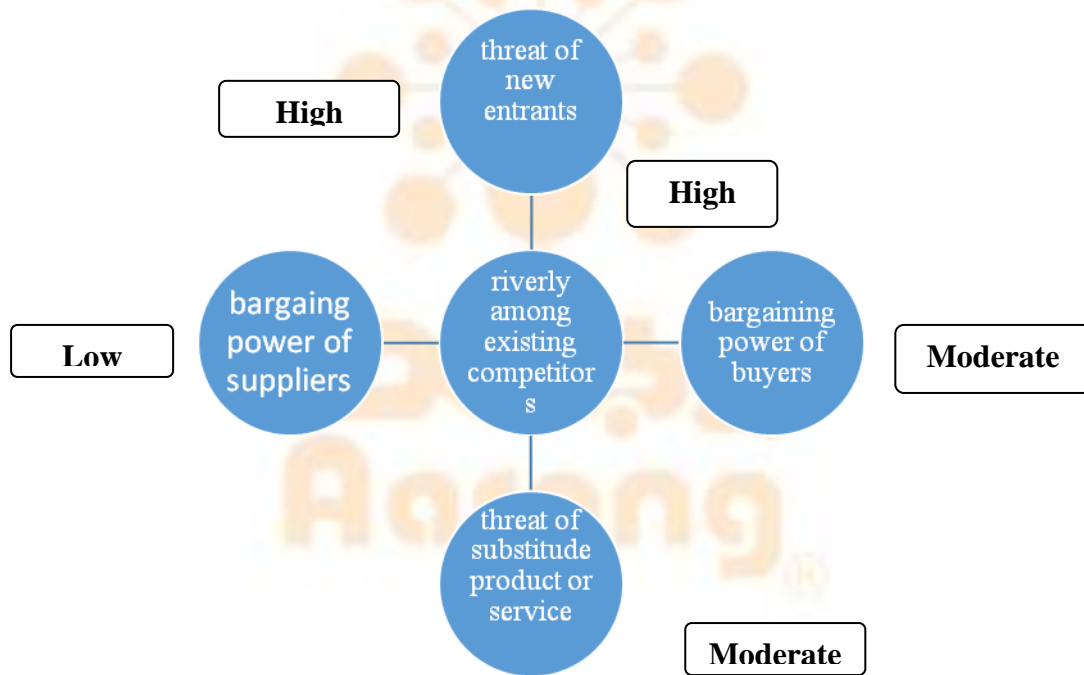 threat of
new
entrants
High
High
bargaing
power of
suppliers
Low
riverly
among
existing
competitor
s
bargaining
power of
buyers
Moderate
threat of
substitude
product or
service
Moderate
Aarong
®